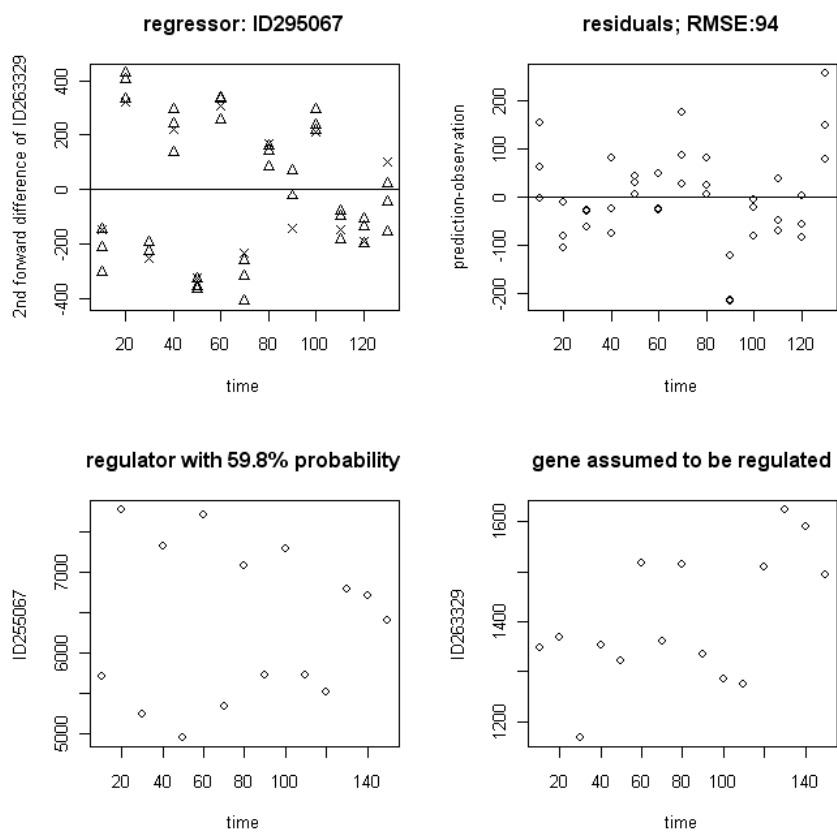 regressor: ID295067
2nd forward difference of ID263329
400
200
0
-200
-400
20 40 60 80 100 120
time
residuals; RMSE:94
prediction-observation
200
100
0
-100
-200
20 40 60 80 100 120
time
regulator with 59.8% probability
ID255067
7000
6000
5000
20 40 60 80 100 140
time
gene assumed to be regulated
ID263329
1600
1400
1200
20 40 60 80 100 140
time